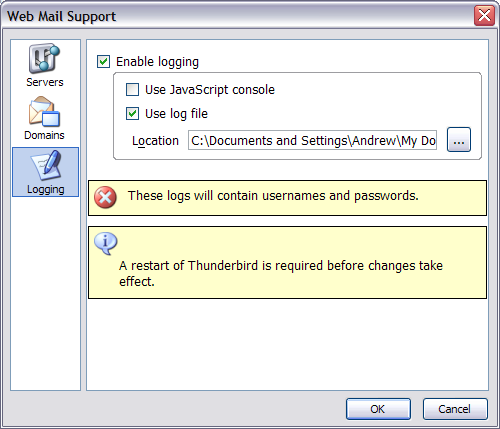 Web Mail Support
Servers
Domains
Logging
Enable logging
Use JavaScript console
Use log file
Location C:\Documents and Settings\Andrew\My Do ...
These logs will contain usernames and passwords.
A restart of Thunderbird is required before changes take
effect.
OK Cancel